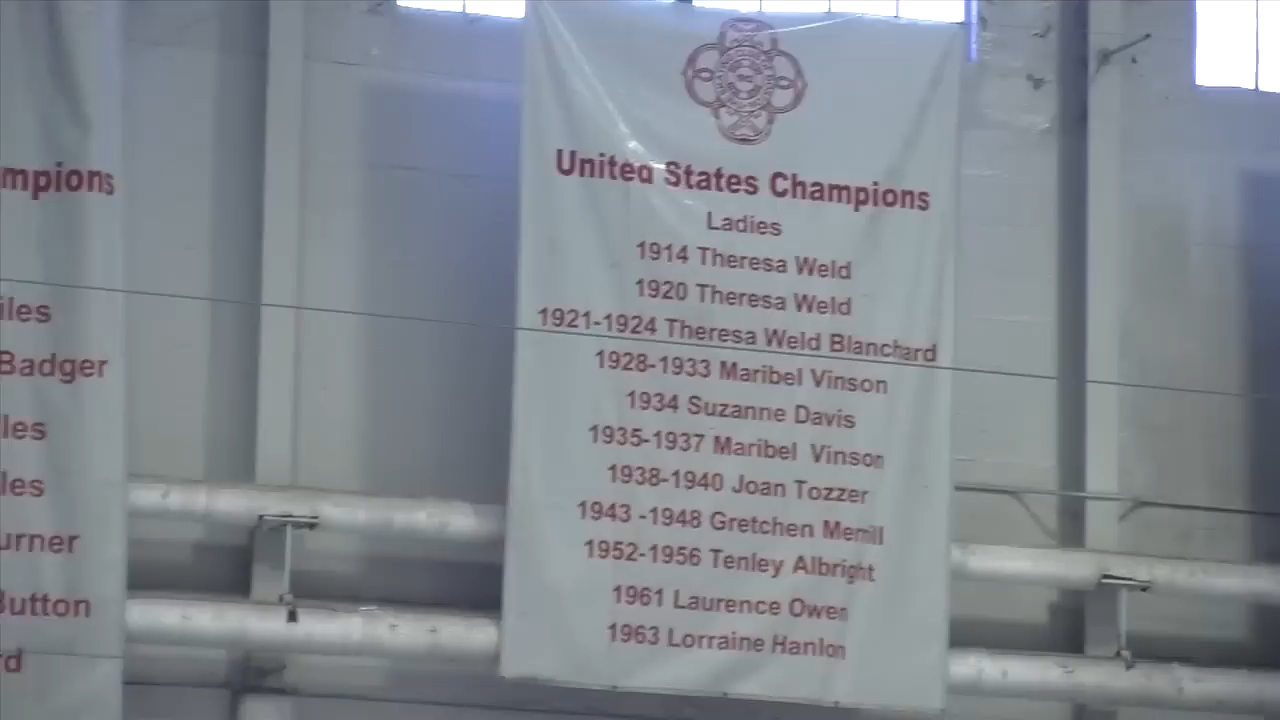 mpions
iles
Badger
les
les
urner
Button
rd
United States Champions
Ladies
1914 Theresa Weld
1920 Theresa Weld
1921-1924 Theresa Weld Blanchard
1928-1933 Maribel Vinson
1934 Suzanne Davis
1935-1937 Maribel Vinson
1938-1940 Joan Tozzer
1943 -1948 Gretchen Merrill
1952-1956 Tenley Albright
1961 Laurence Owen
1963 Lorraine Hanlon